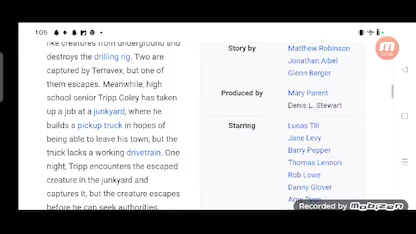 1:05
like creatures from underground and
destroys the drilling rig. Two are
captured by Terravex, but one of
them escapes. Meanwhile, high
school senior Tripp Coley has taken
up a job at a junkyard, where he
builds a pickup truck in hopes of
being able to leave his town, but the
truck lacks a working drivetrain. One
night, Tripp encounters the escaped
creature in the junkyard and
captures it, but the creature escapes
before he can seek authorities.
Story by
Matthew Robinson
Jonathan Aibel
Glenn Berger
Produced by
Mary Parent
Denis L. Stewart
Starring
Lucas Till
Jane Levy
Barry Pepper
Thomas Lennon
Rob Lowe
Danny Glover
Amy Ryan
Recorded by
Mobizen